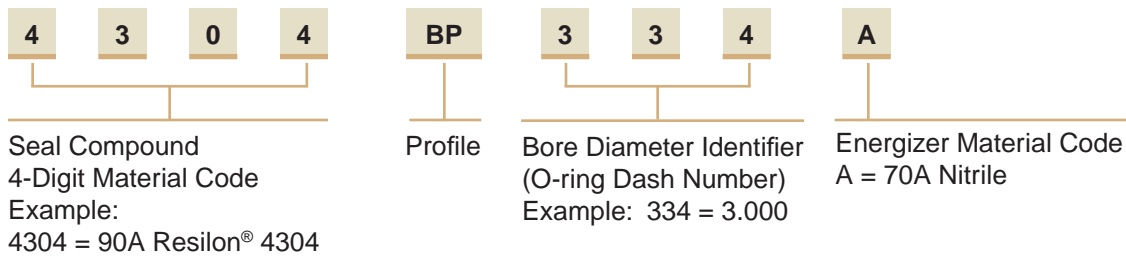 4 3 0 4 BP 3 3 4 A
Seal Compound
4-Digit Material Code
Example:
4304 = 90A Resilon® 4304
Profile
Bore Diameter Identifier
(O-ring Dash Number)
Example: 334 = 3.000
Energizer Material Code
A = 70A Nitrile